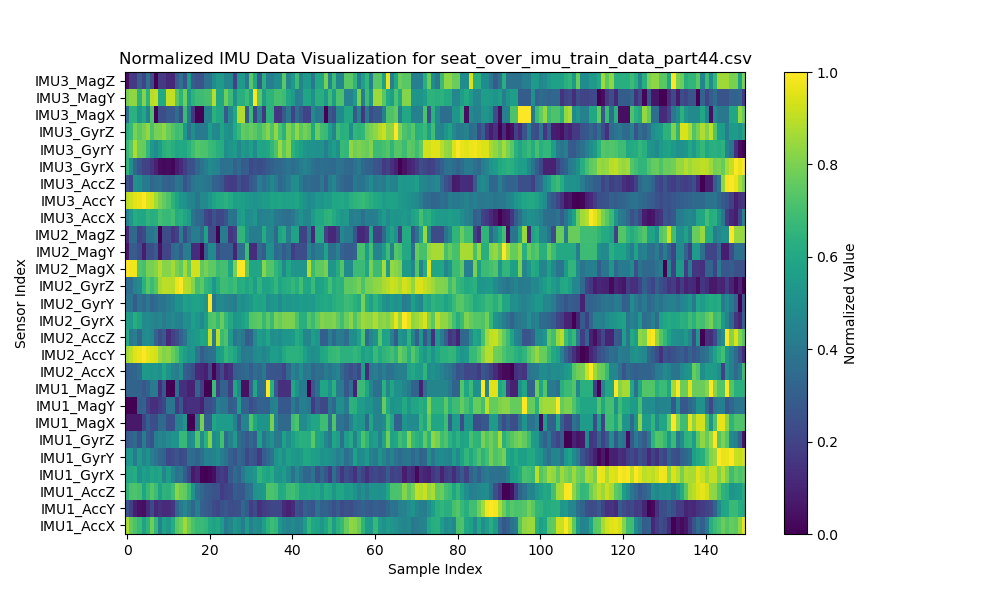 Normalized IMU Data Visualization for seat_over_imu_train_data_part44.csv
IMU3_MagZ
IMU3_MagY
IMU3_MagX
IMU3_GyrZ
IMU3_GyrY
IMU3_GyrX
IMU3_AccZ
IMU3_AccY
IMU3_AccX
IMU2_MagZ
IMU2_MagY
IMU2_MagX
IMU2_GyrZ
IMU2_GyrY
IMU2_GyrX
IMU2_AccZ
IMU2_AccY
IMU2_AccX
IMU1_MagZ
IMU1_MagY
IMU1_MagX
IMU1_GyrZ
IMU1_GyrY
IMU1_GyrX
IMU1_AccZ
IMU1_AccY
IMU1_AccX
Sensor Index
0 20 40 60 80 100 120 140
Sample Index
1.0
0.8
0.6
0.4
0.2
0.0
Normalized Value